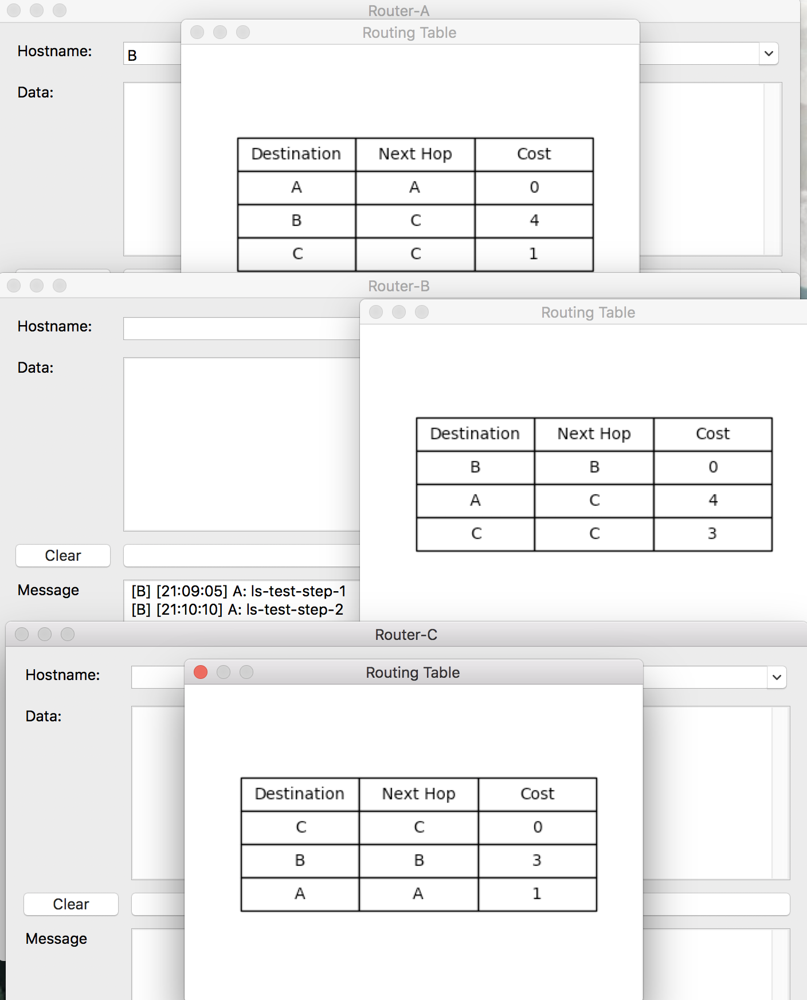 Router-A
Routing Table
Hostname:
B
Data:
Destination Next Hop Cost
A A 0
B C 4
C C 1
Router-B
Routing Table
Hostname:
Data:
Destination Next Hop Cost
B B 0
A C 4
C C 3
Clear
Message
[B] [21:09:05] A: ls-test-step-1
[B] [21:10:10] A: ls-test-step-2
Router-C
Routing Table
Hostname:
Data:
Destination Next Hop Cost
C C 0
B B 3
A A 1
Clear
Message